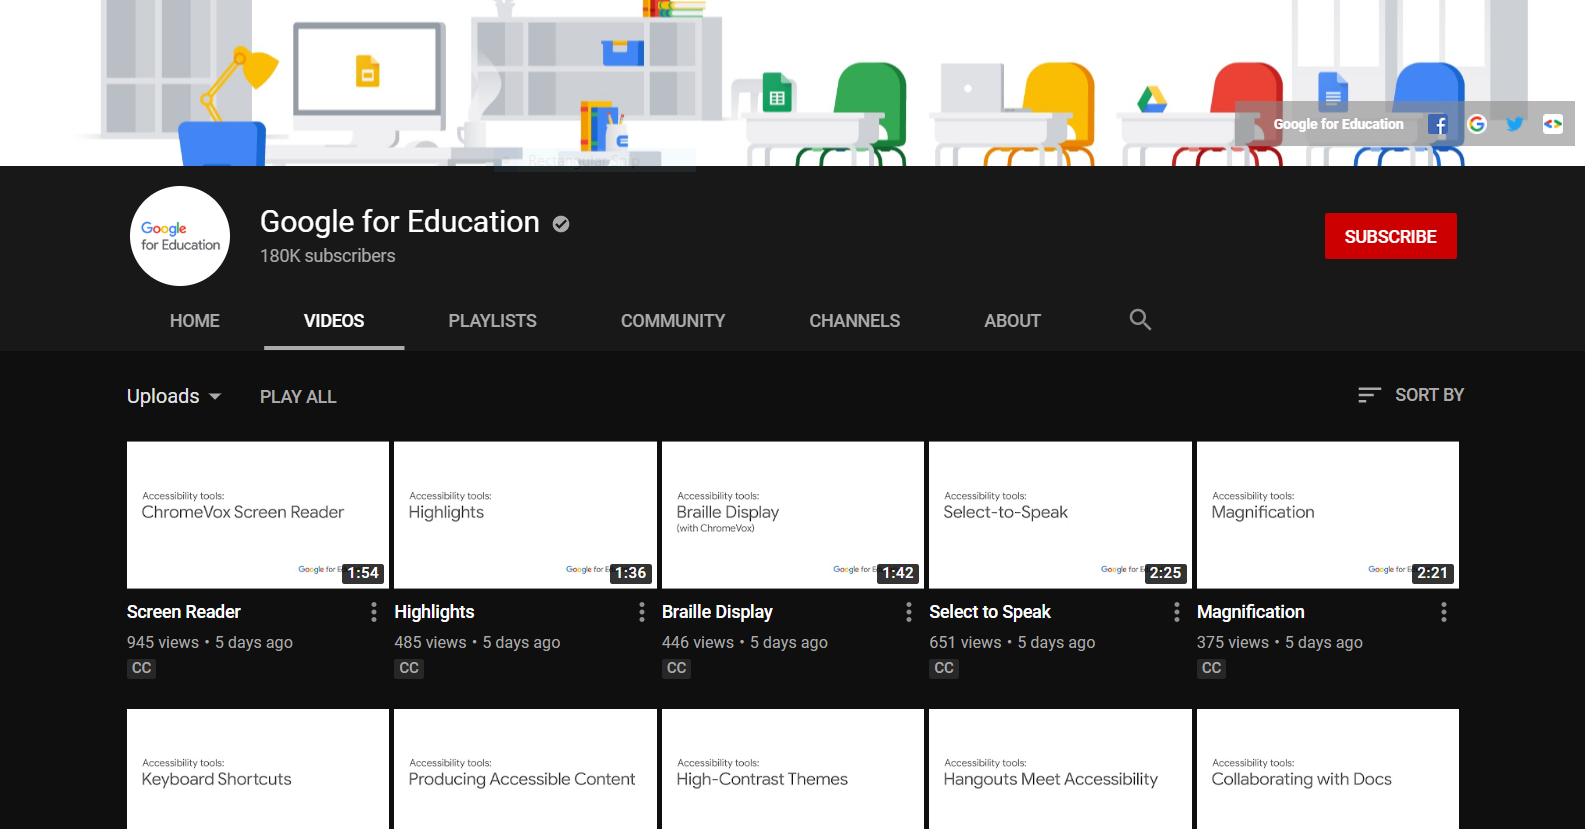 Rectangular Snip
Google for Education
Google
for Education
Google for Education
180K subscribers
SUBSCRIBE
HOME
VIDEOS
PLAYLISTS
COMMUNITY
CHANNELS
ABOUT
Uploads
PLAY ALL
SORT BY
Accessibility tools:
ChromeVox Screen Reader
Google for E
1:54
Accessibility tools:
Highlights
Google for E
1:36
Accessibility tools:
Braille Display
(with ChromeVox)
Google for E
1:42
Accessibility tools:
Select-to-Speak
Google for E
2:25
Accessibility tools:
Magnification
Google for E
2:21
Screen Reader
945 views • 5 days ago
CC
Highlights
485 views • 5 days ago
CC
Braille Display
446 views • 5 days ago
CC
Select to Speak
651 views • 5 days ago
CC
Magnification
375 views • 5 days ago
CC
Accessibility tools:
Keyboard Shortcuts
Accessibility tools:
Producing Accessible Content
Accessibility tools:
High-Contrast Themes
Accessibility tools:
Hangouts Meet Accessibility
Accessibility tools:
Collaborating with Docs